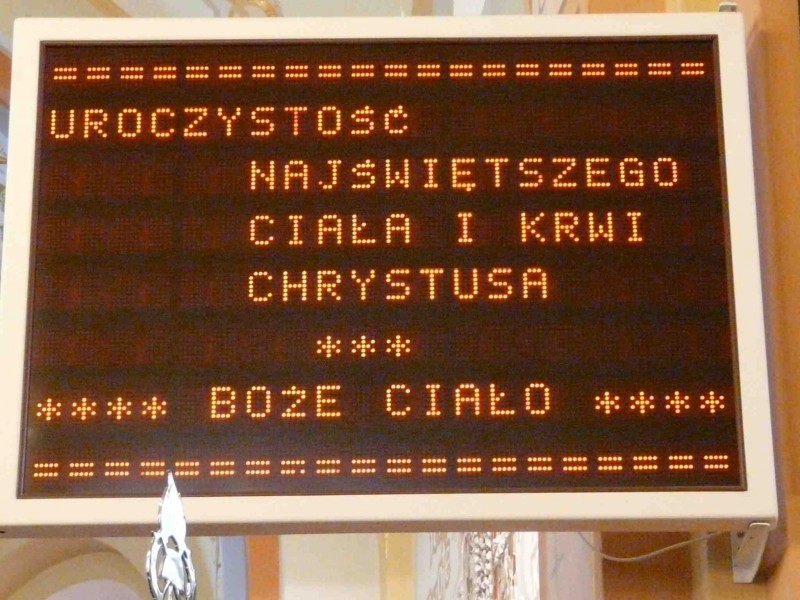 ====================
UROCZYSTOŚĆ
NAJŚWIĘTSZEGO
CIAŁA I KRWI
CHRYSTUSA
***
**** BOŻE CIAŁO ****
====================